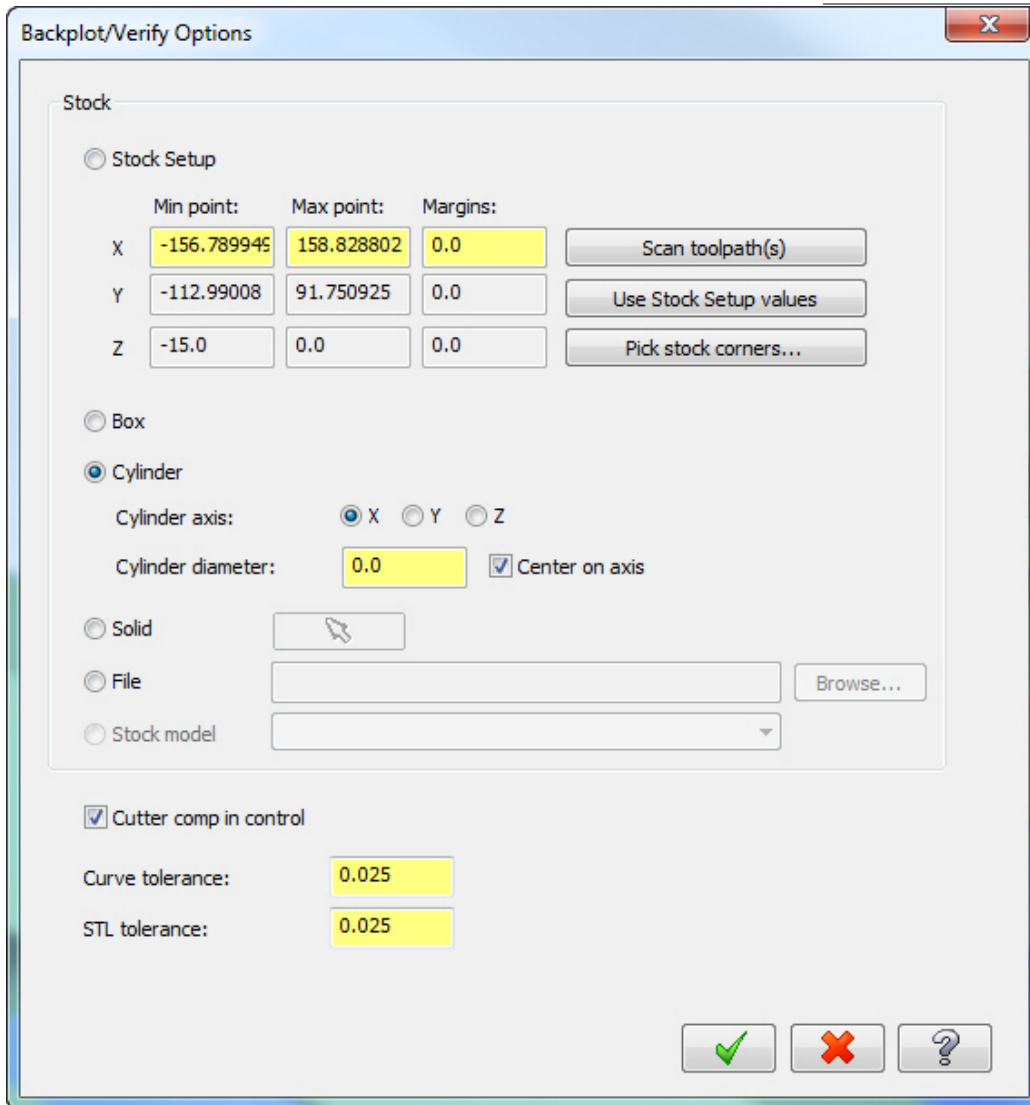 Backplot/Verify Options
Stock
Stock Setup
Min point: Max point: Margins:
X -156.789949 158.828802 0.0 Scan toolpath(s)
Y -112.99008 91.750925 0.0 Use Stock Setup values
Z -15.0 0.0 0.0 Pick stock corners...
Box
Cylinder
Cylinder axis: X Y Z
Cylinder diameter: 0.0 Center on axis
Solid
File Browse...
Stock model
Cutter comp in control
Curve tolerance: 0.025
STL tolerance: 0.025